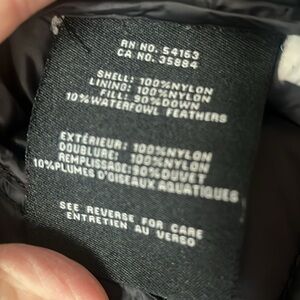 RN NO. 54163
CA NO. 35884
SHELL: 100%NYLON
LINING: 100%NYLON
FILL: 90%DOWN
10%WATERFOWL FEATHERS
EXTÉRIEUR: 100%NYLON
DOUBLURE: 100%NYLON
REMPLISSAGE: 90%DUVET
10%PLUMES D'OISEAUX AQUATIQUES
SEE REVERSE FOR CARE
ENTRETIEN AU VERSO